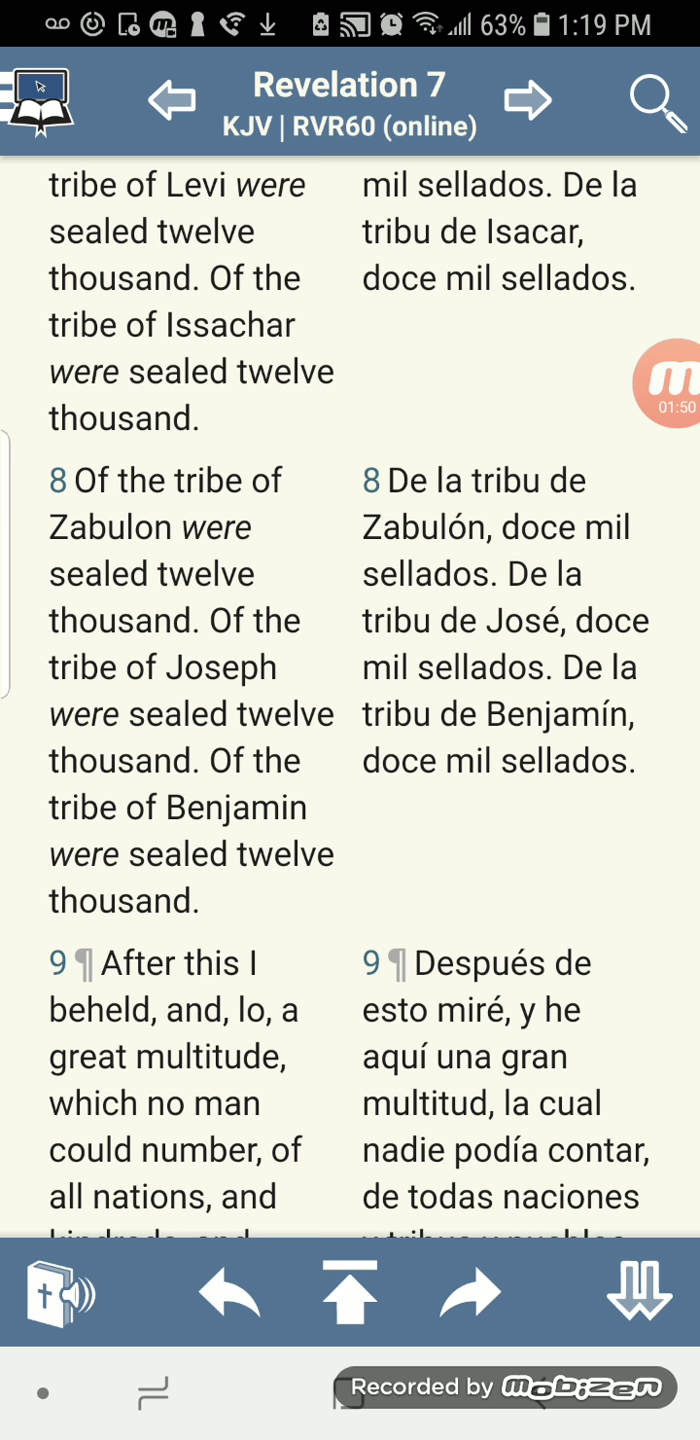 63% 1:19 PM
Revelation 7
KJV | RVR60 (online)
tribe of Levi were
sealed twelve
thousand. Of the
tribe of Issachar
were sealed twelve
thousand.
mil sellados. De la
tribu de Isacar,
doce mil sellados.
m
01:50
8 Of the tribe of
Zabulon were
sealed twelve
thousand. Of the
tribe of Joseph
were sealed twelve
thousand. Of the
tribe of Benjamin
were sealed twelve
thousand.
8 De la tribu de
Zabulón, doce mil
sellados. De la
tribu de José, doce
mil sellados. De la
tribu de Benjamín,
doce mil sellados.
9 ¶ After this I
beheld, and, lo, a
great multitude,
which no man
could number, of
all nations, and
9 ¶ Después de
esto miré, y he
aquí una gran
multitud, la cual
nadie podía contar,
de todas naciones
Recorded by mobizen